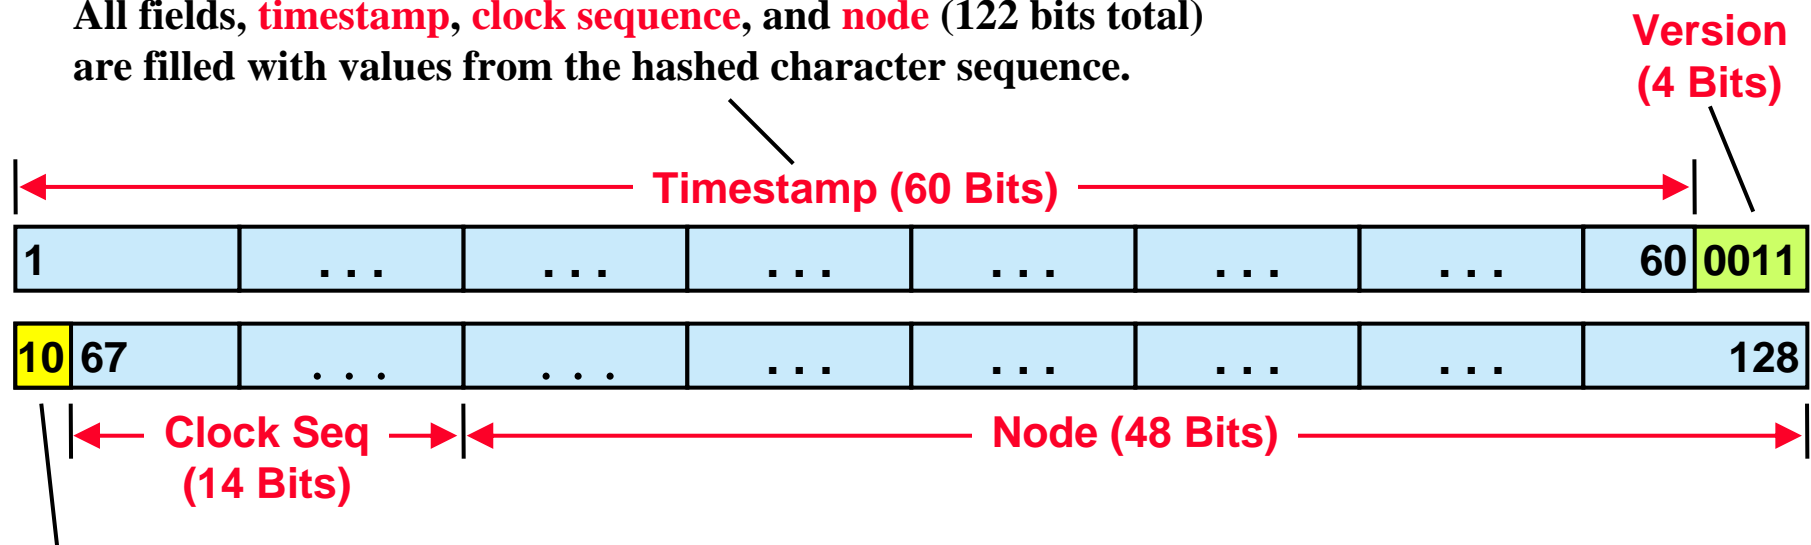 All fields, timestamp, clock sequence, and node (122 bits total)
are filled with values from the hashed character sequence.
Version
(4 Bits)
Timestamp (60 Bits)
1 ... ... ... ... ... ... 60 0011
10 67 ... ... ... ... ... ... 128
Clock Seq
(14 Bits)
Node (48 Bits)